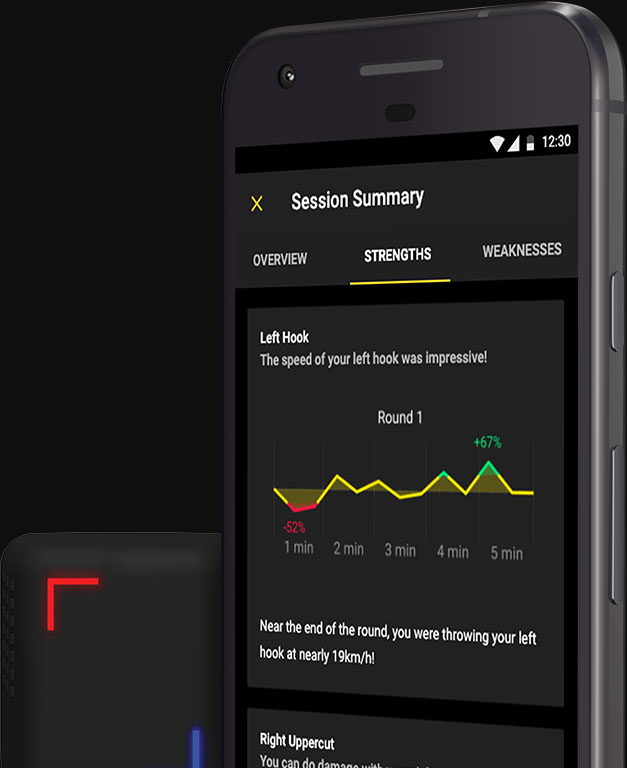 12:30
Session Summary
OVERVIEW STRENGTHS WEAKNESSES
Left Hook
The speed of your left hook was impressive!
Round 1
+67%
-52%
1 min 2 min 3 min 4 min 5 min
Near the end of the round, you were throwing your left
hook at nearly 19km/h!
Right Uppercut
You can do damage